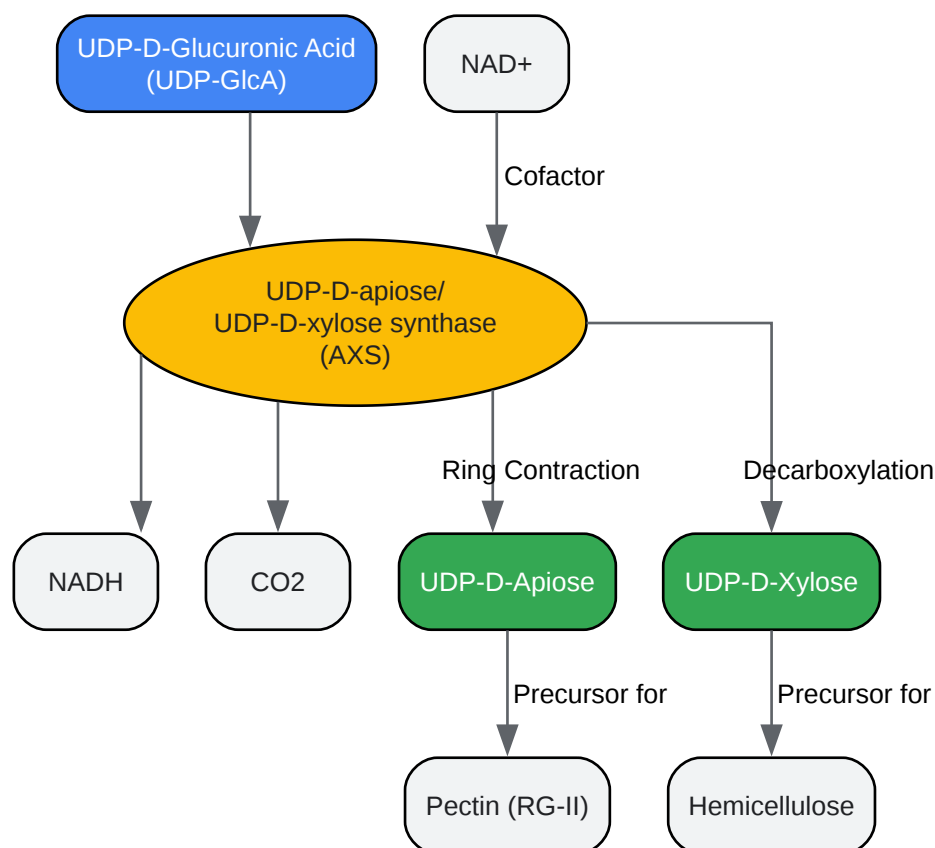 UDP-D-Glucuronic Acid
(UDP-GlcA)
NAD+
Cofactor
UDP-D-apiose/
UDP-D-xylose synthase
(AXS)
Ring Contraction
Decarboxylation
NADH
CO2
UDP-D-Apiose
UDP-D-Xylose
Precursor for
Precursor for
Pectin (RG-II)
Hemicellulose